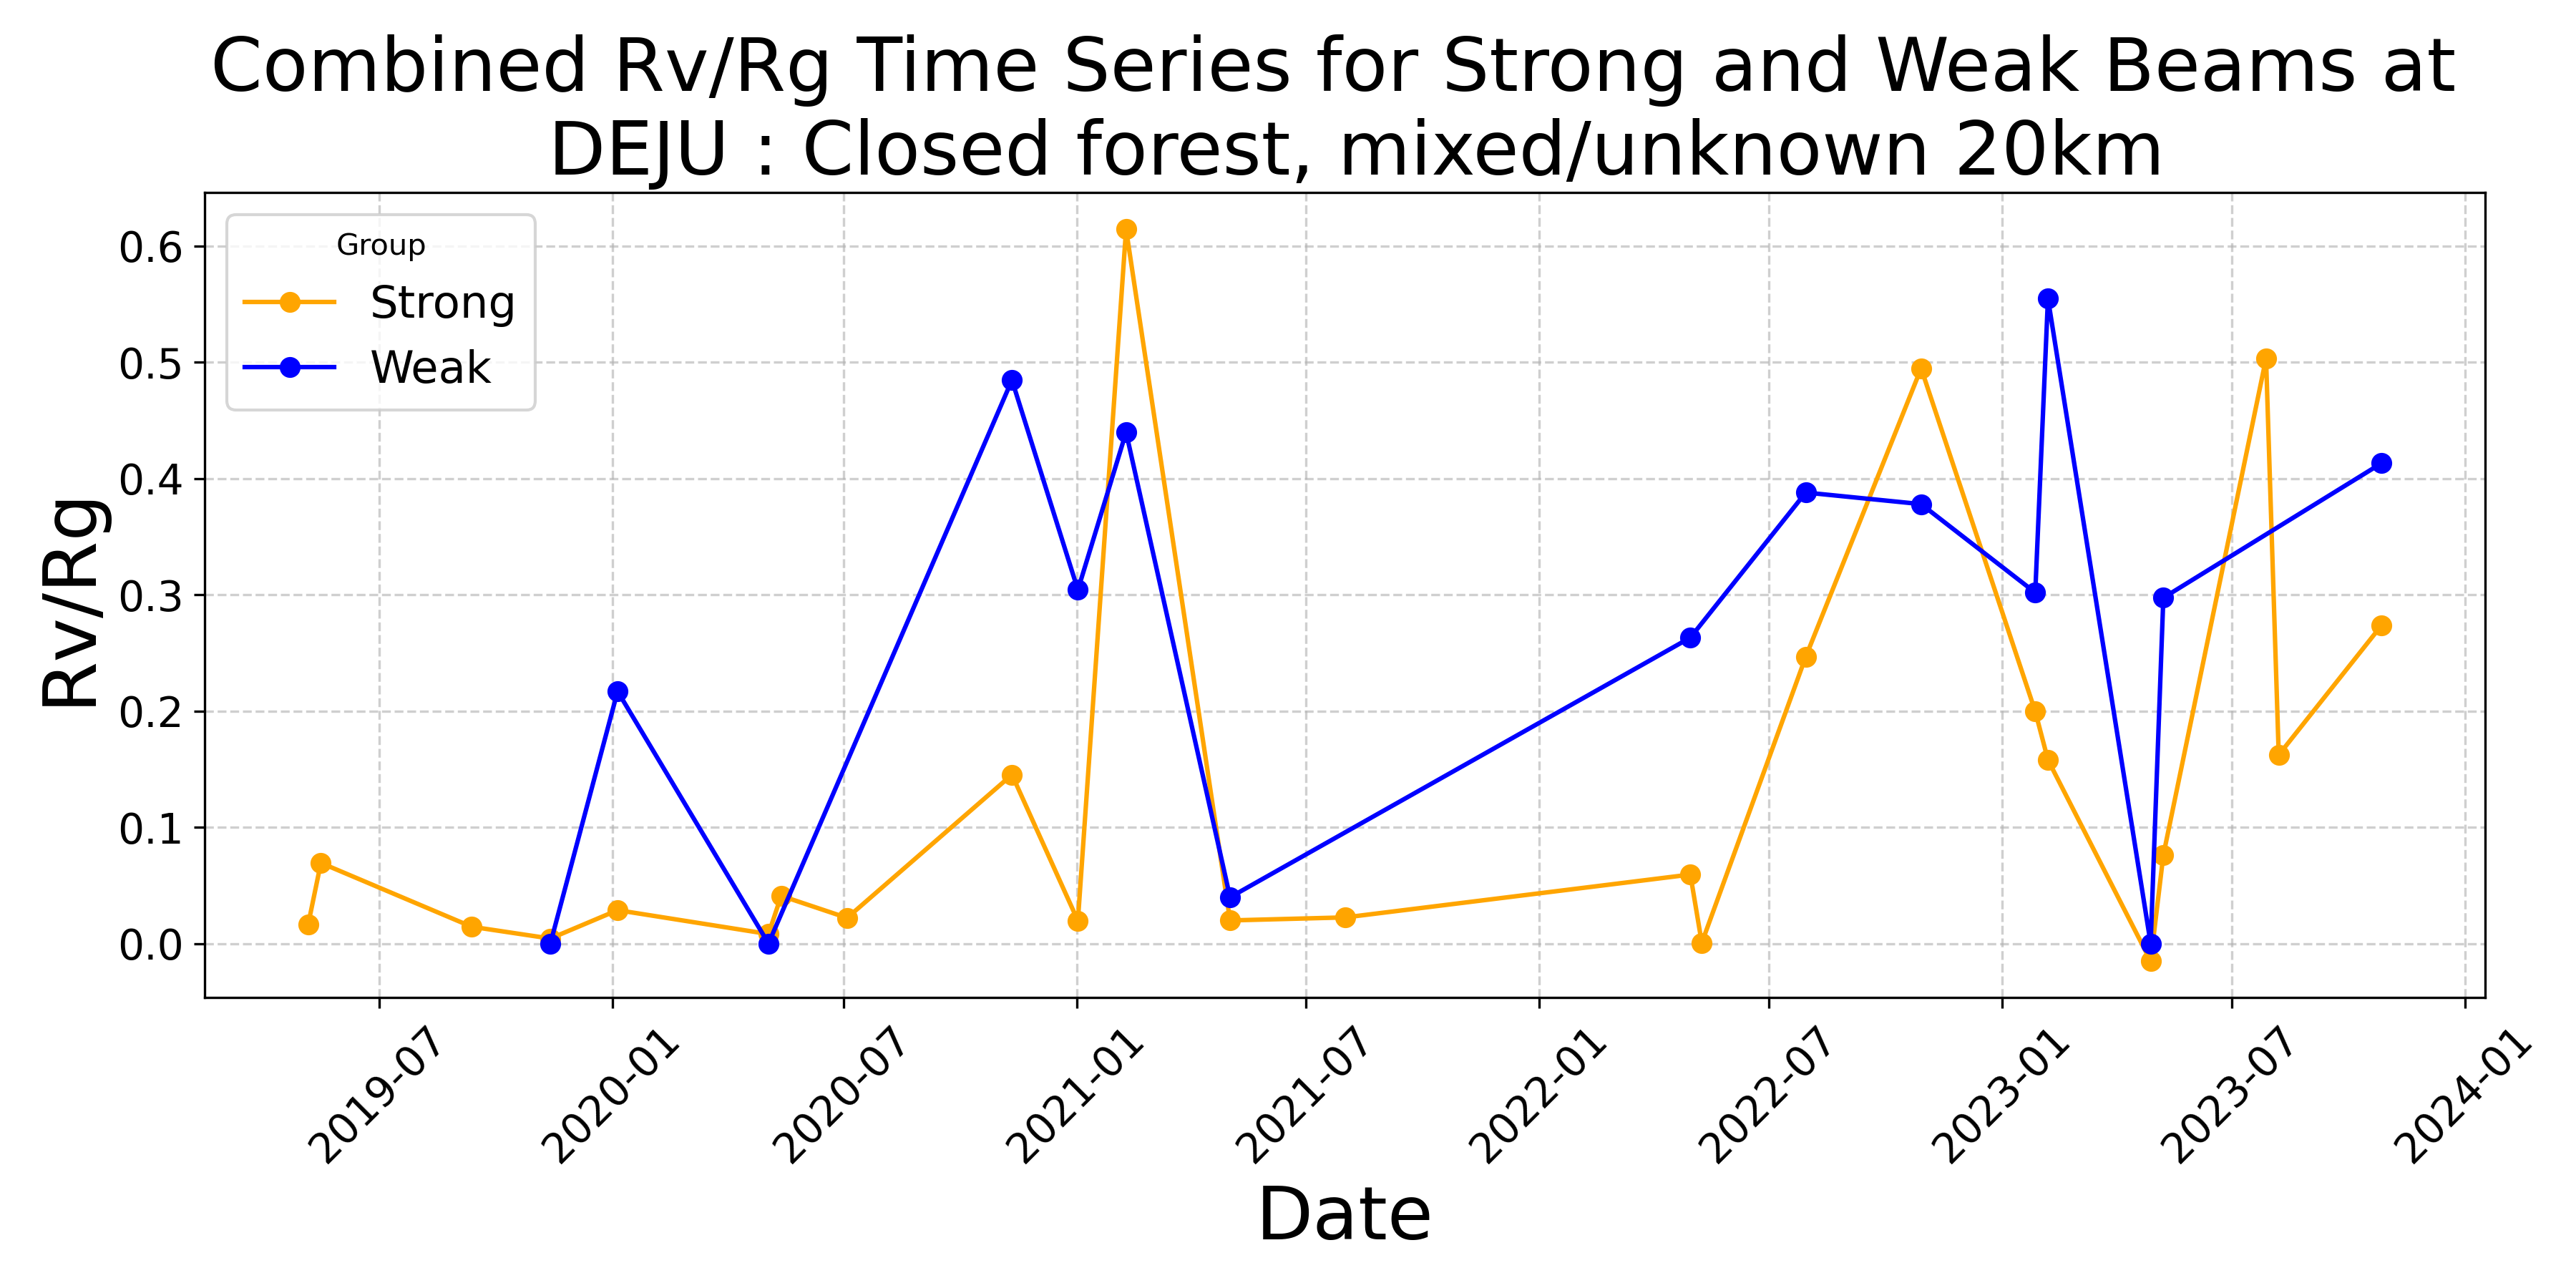 Combined Rv/Rg Time Series for Strong and Weak Beams at
DEJU : Closed forest, mixed/unknown 20km
Group
Strong
Weak
0.6
0.5
0.4
0.3
0.2
0.1
0.0
Rv/Rg
2019-07
2020-01
2020-07
2021-01
2021-07
2022-01
2022-07
2023-01
2023-07
2024-01
Date